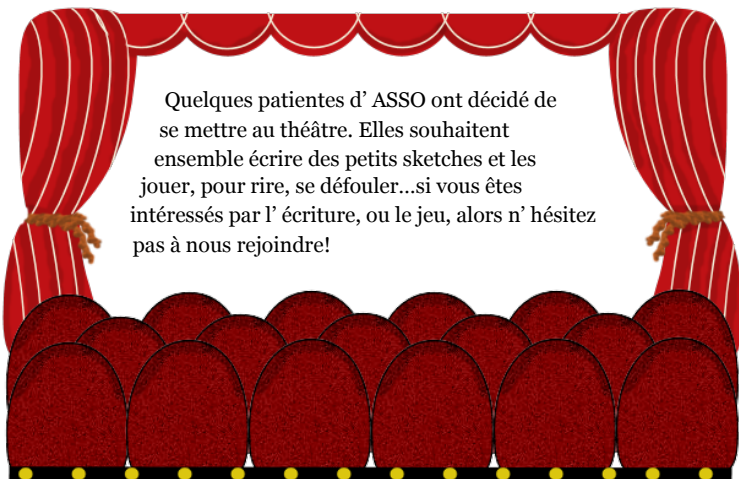 Quelques patientes d’ ASSO ont décidé de
se mettre au théâtre. Elles souhaitent
ensemble écrire des petits sketches et les
jouer, pour rire, se défouler...si vous êtes
intéressés par l’ écriture, ou le jeu, alors n’ hésitez
pas à nous rejoindre!